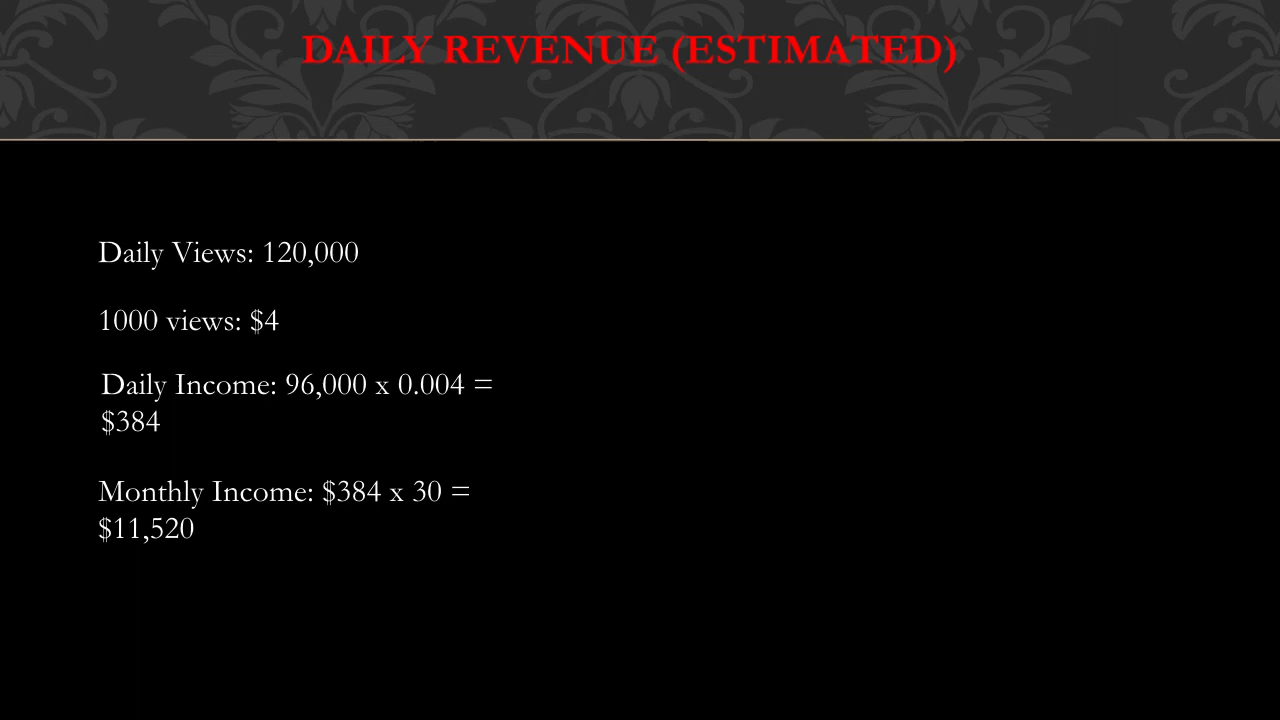 DAILY REVENUE (ESTIMATED)
Daily Views: 120,000
1000 views: $4
Daily Income: 96,000 x 0.004 =
$384
Monthly Income: $384 x 30 =
$11,520